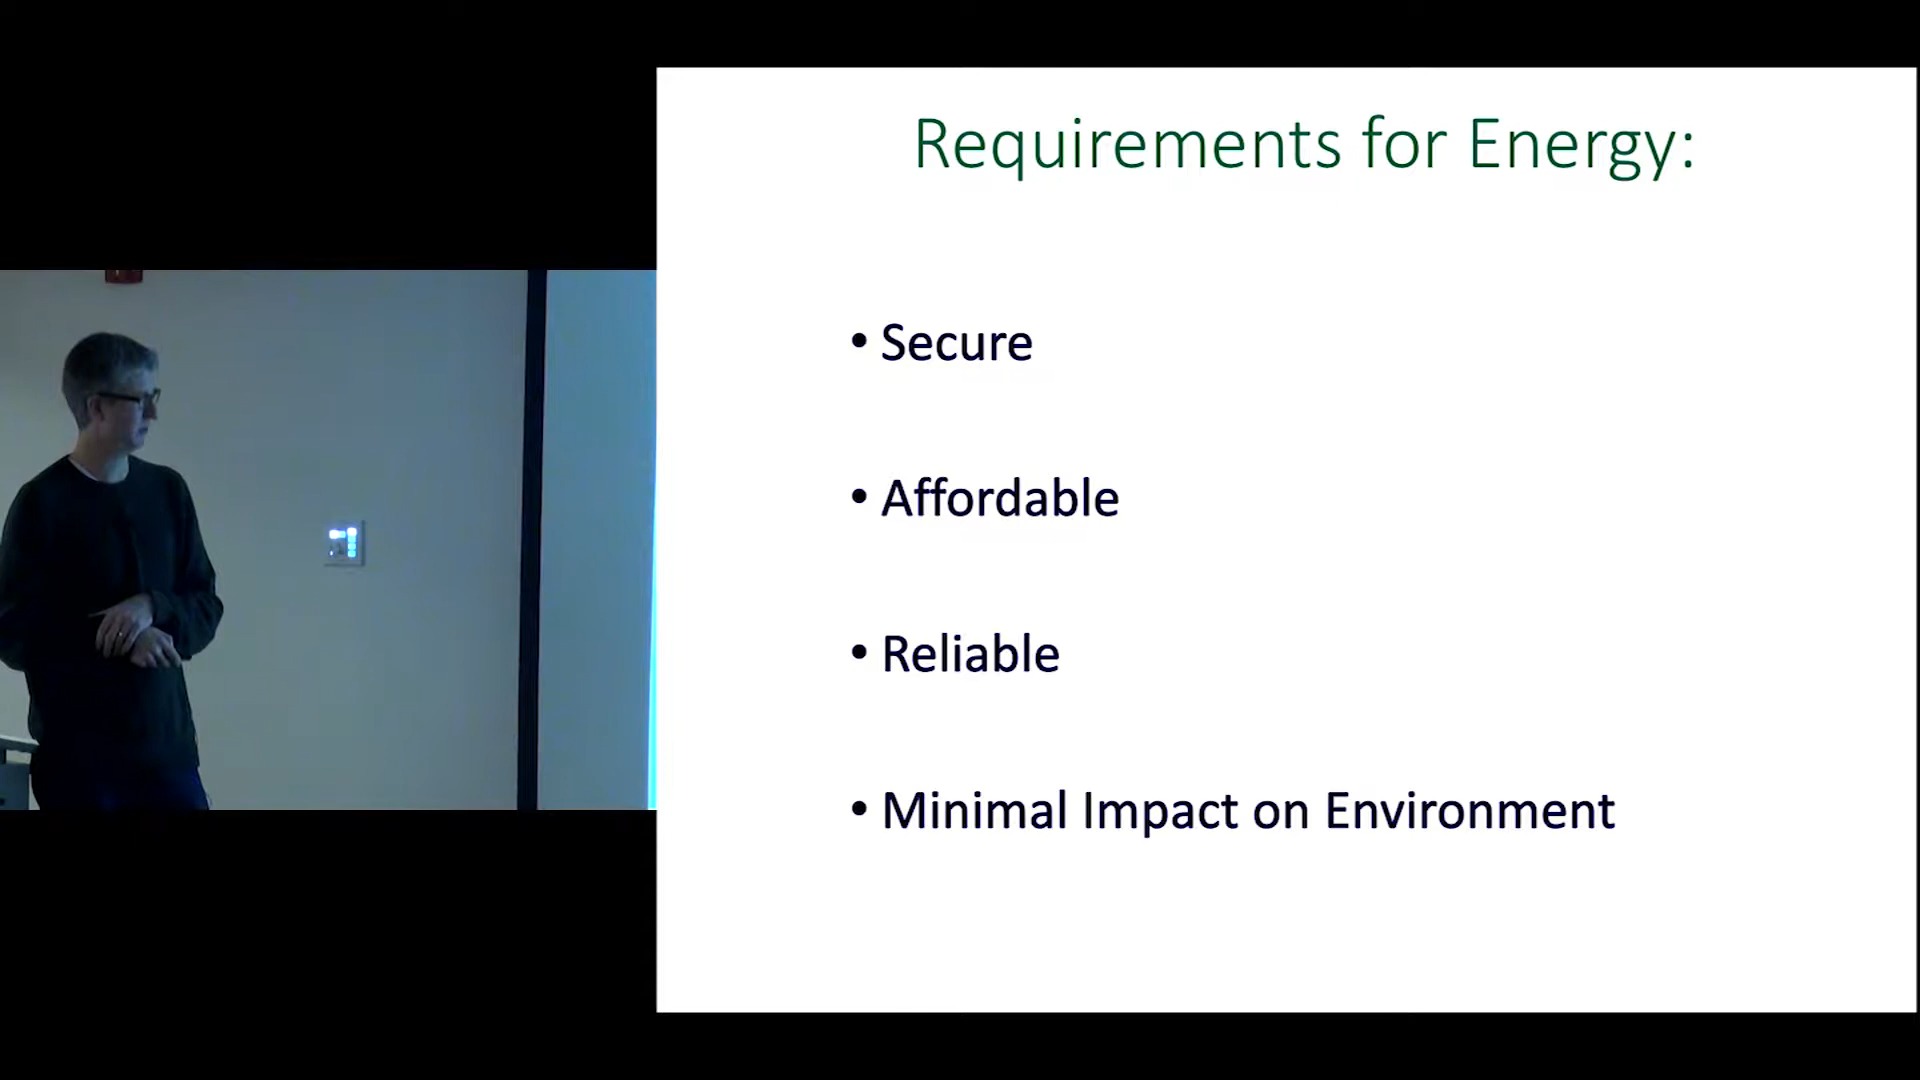 Requirements for Energy:
• Secure
• Affordable
• Reliable
• Minimal Impact on Environment